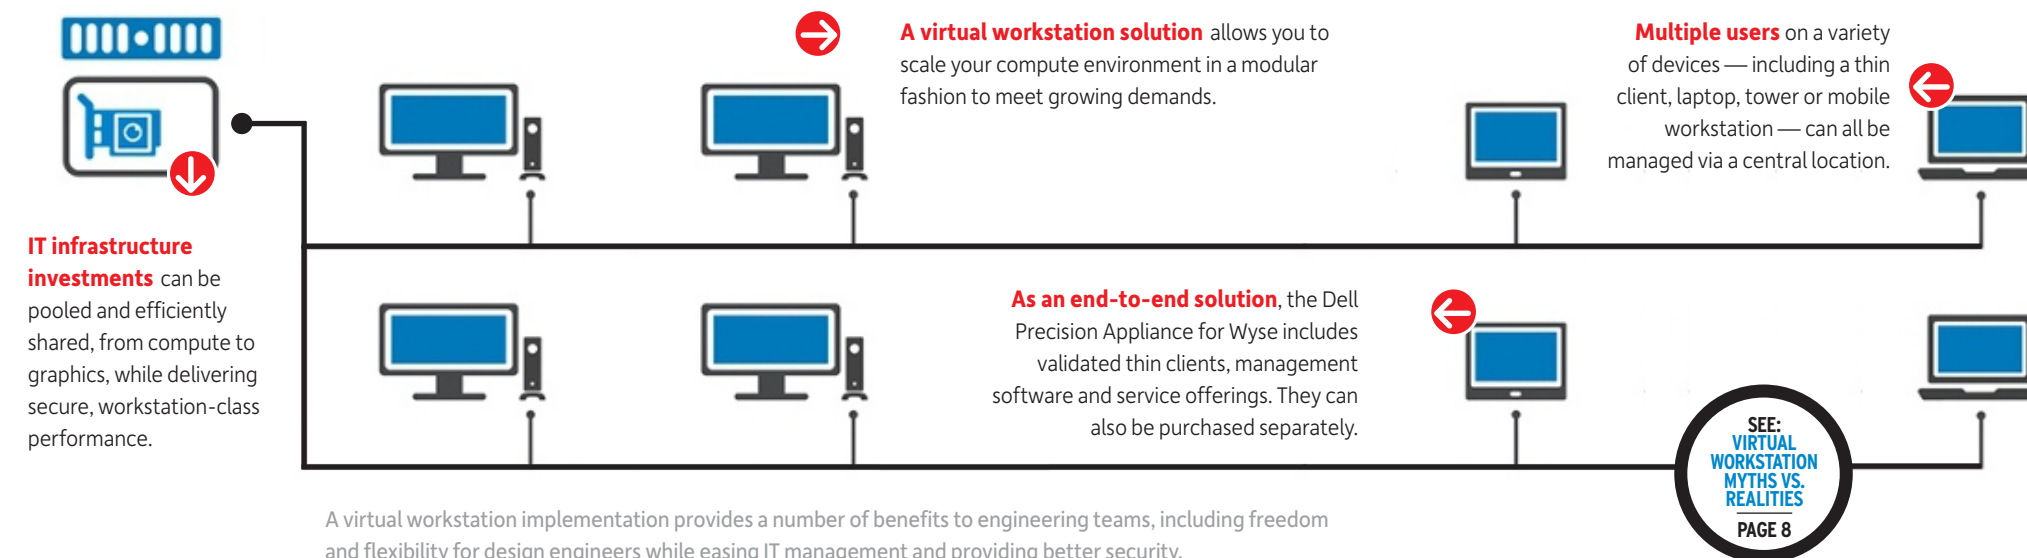 A virtual workstation solution allows you to
scale your compute environment in a modular
fashion to meet growing demands.
Multiple users on a variety
of devices — including a thin
client, laptop, tower or mobile
workstation — can all be
managed via a central location.
IT infrastructure
investments can be
pooled and efficiently
shared, from compute to
graphics, while delivering
secure, workstation-class
performance.
As an end-to-end solution, the Dell
Precision Appliance for Wyse includes
validated thin clients, management
software and service offerings. They can
also be purchased separately.
SEE:
VIRTUAL
WORKSTATION
MYTHS VS.
REALITIES
PAGE 8
A virtual workstation implementation provides a number of benefits to engineering teams, including freedom
and flexibility for design engineers while easing IT management and providing better security.